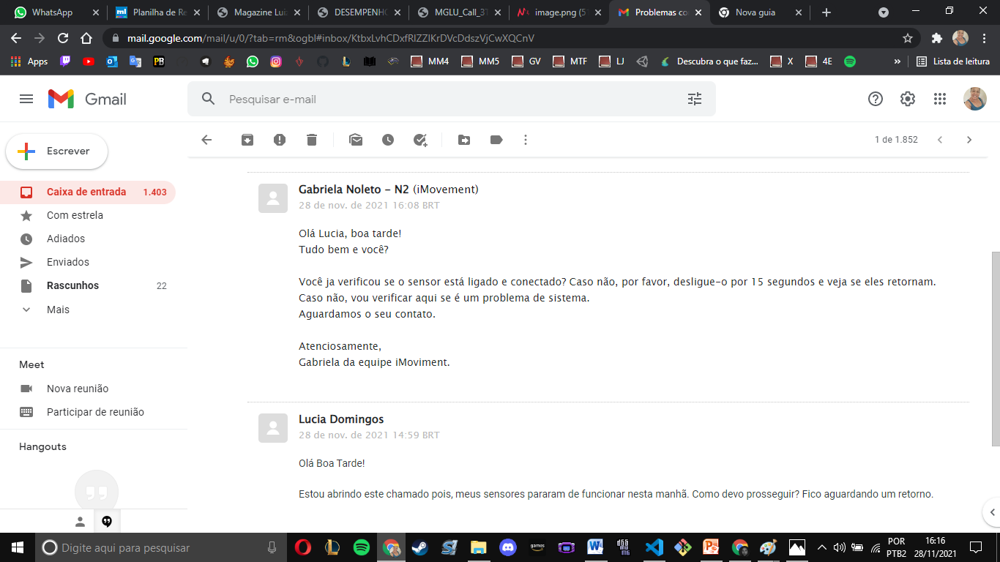 WhatsApp
Planilha de Re
Magazine Luiz
DESEMPENHO
MGLU_Call_3T
image.png (51
Problemas co
Nova guia
mail.google.com/mail/u/0/?tab=rm&ogbl#inbox/KtbxLvhCDxfRlZZlKrDVcDdszVjCwXQCnV
Apps
PB
MM4
MM5
GV
MTF
LJ
Descubra o que faz...
X
4E
»
Lista de leitura
Gmail
Pesquisar e-mail
Escrever
1 de 1.852
Caixa de entrada 1.403
Com estrela
Adiados
Enviados
Rascunhos 22
Mais
Meet
Nova reunião
Participar de reunião
Hangouts
Gabriela Noleto - N2 (iMovement)
28 de nov. de 2021 16:08 BRT
Olá Lucia, boa tarde!
Tudo bem e você?
Você ja verificou se o sensor está ligado e conectado? Caso não, por favor, desligue-o por 15 segundos e veja se eles retornam.
Caso não, vou verificar aqui se é um problema de sistema.
Aguardamos o seu contato.
Atenciosamente,
Gabriela da equipe iMoviment.
Lucia Domingos
28 de nov. de 2021 14:59 BRT
Olá Boa Tarde!
Estou abrindo este chamado pois, meus sensores pararam de funcionar nesta manhã. Como devo prosseguir? Fico aguardando um retorno.
Digite aqui para pesquisar
POR
PTB2
16:16
28/11/2021